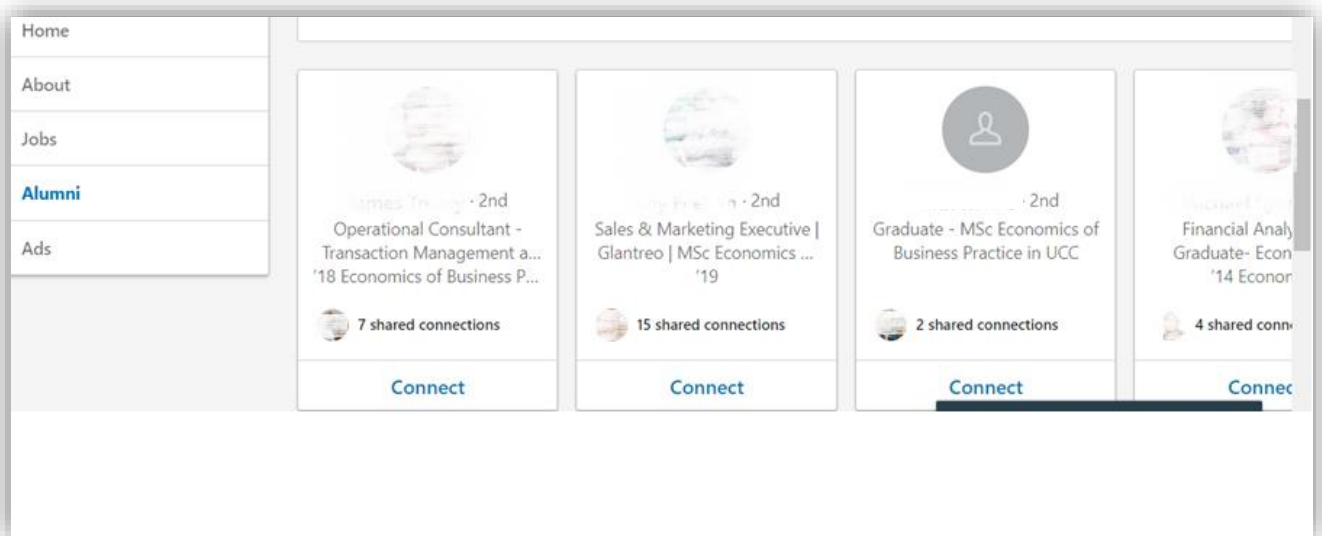 Home
About
Jobs
Alumni
Ads
· 2nd
Operational Consultant -
Transaction Management a...
'18 Economics of Business P...
7 shared connections
Connect
· 2nd
Sales & Marketing Executive |
Glantreo | MSc Economics ...
'19
15 shared connections
Connect
· 2nd
Graduate - MSc Economics of
Business Practice in UCC
2 shared connections
Connect
Financial Analy
Graduate- Econ
'14 Econor
4 shared conn
Connec